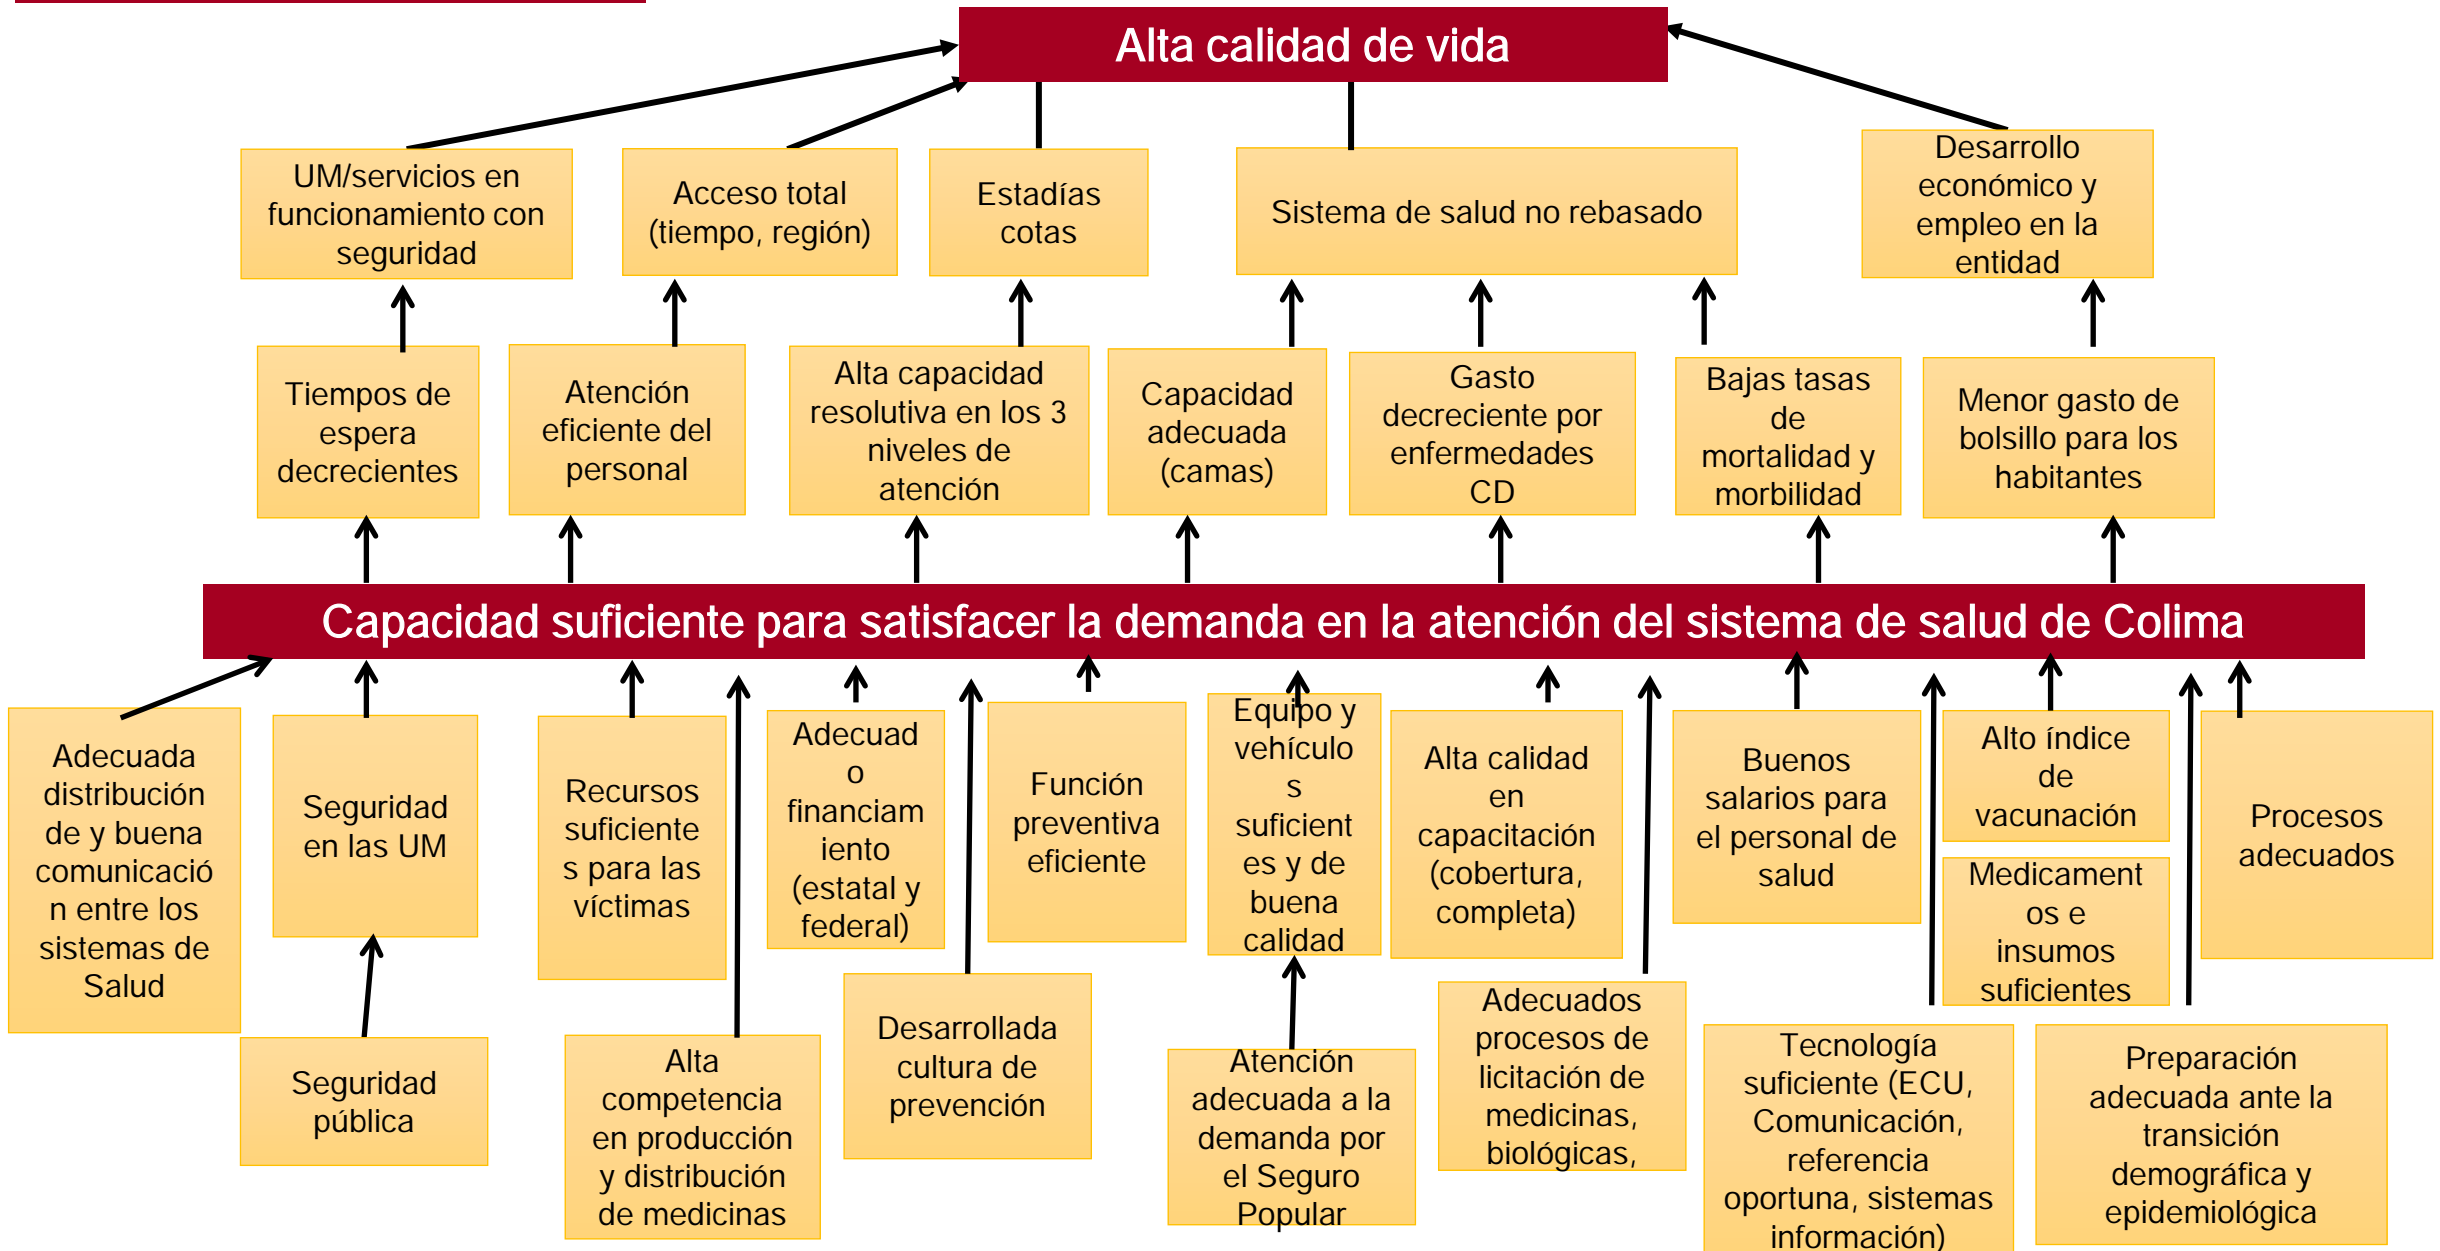 Alta calidad de vida
UM/servicios en
funcionamiento con
seguridad
Acceso total
(tiempo, región)
Estadías
cotas
Sistema de salud no rebasado
Desarrollo
económico y
empleo en la
entidad
Tiempos de
espera
decrecientes
Atención
eficiente del
personal
Alta capacidad
resolutiva en los 3
niveles de
atención
Capacidad
adecuada
(camas)
Gasto
decreciente por
enfermedades
CD
Bajas tasas
de
mortalidad y
morbilidad
Menor gasto de
bolsillo para los
habitantes
Capacidad suficiente para satisfacer la demanda en la atención del sistema de salud de Colima
Adecuada
distribución
de y buena
comunicació
n entre los
sistemas de
Salud
Seguridad
en las UM
Recursos
suficiente
s para las
víctimas
Adecuad
o
financiam
iento
(estatal y
federal)
Función
preventiva
eficiente
Equipo y
vehículo
s
suficient
es y de
buena
calidad
Alta calidad
en
capacitación
(cobertura,
completa)
Buenos
salarios para
el personal de
salud
Alto índice
de
vacunación
Medicament
os e
insumos
suficientes
Procesos
adecuados
Seguridad
pública
Alta
competencia
en producción
y distribución
de medicinas
Desarrollada
cultura de
prevención
Atención
adecuada a la
demanda por
el Seguro
Popular
Adecuados
procesos de
licitación de
medicinas,
biológicas,
Tecnología
suficiente (ECU,
Comunicación,
referencia
oportuna, sistemas
información)
Preparación
adecuada ante la
transición
demográfica y
epidemiológica